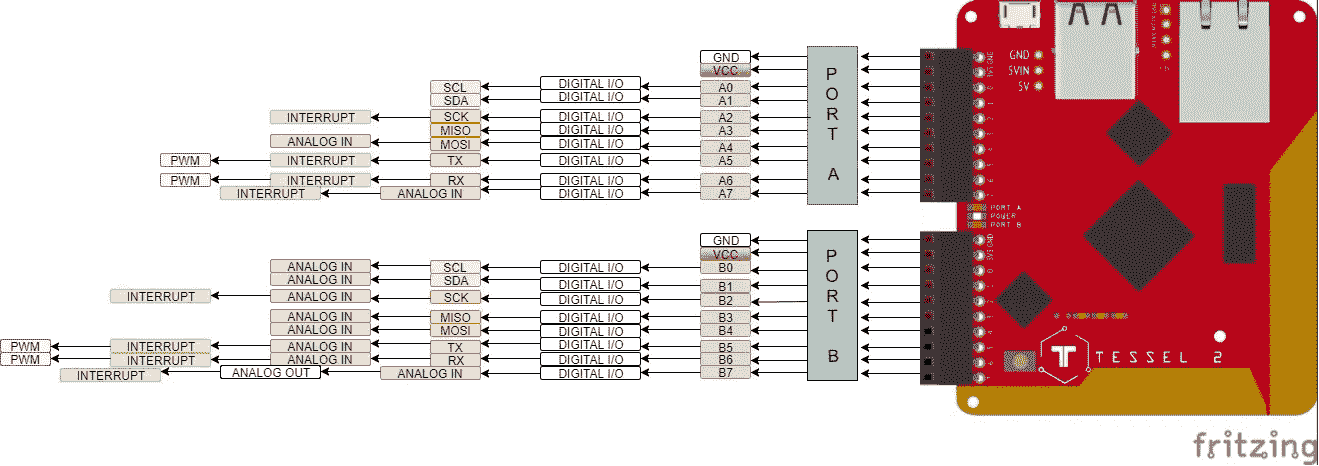 GND
VCC
SCL DIGITAL I/O A0
SDA DIGITAL I/O A1
INTERRUPT SCK DIGITAL I/O A2
MISO DIGITAL I/O A3
ANALOG IN MOSI DIGITAL I/O A4
PWM INTERRUPT TX DIGITAL I/O A5
PWM INTERRUPT RX DIGITAL I/O A6
INTERRUPT ANALOG IN DIGITAL I/O A7
PORT A
GND
5VIN
5V
PORT A
POWER
PORT B
GND
VCC
ANALOG IN SCL DIGITAL I/O B0
ANALOG IN SDA DIGITAL I/O B1
INTERRUPT ANALOG IN SCK DIGITAL I/O B2
ANALOG IN MISO DIGITAL I/O B3
ANALOG IN MOSI DIGITAL I/O B4
PWM INTERRUPT ANALOG IN TX DIGITAL I/O B5
PWM INTERRUPT ANALOG IN RX DIGITAL I/O B6
INTERRUPT ANALOG OUT ANALOG IN DIGITAL I/O B7
PORT B
TESSEL 2
fritzing